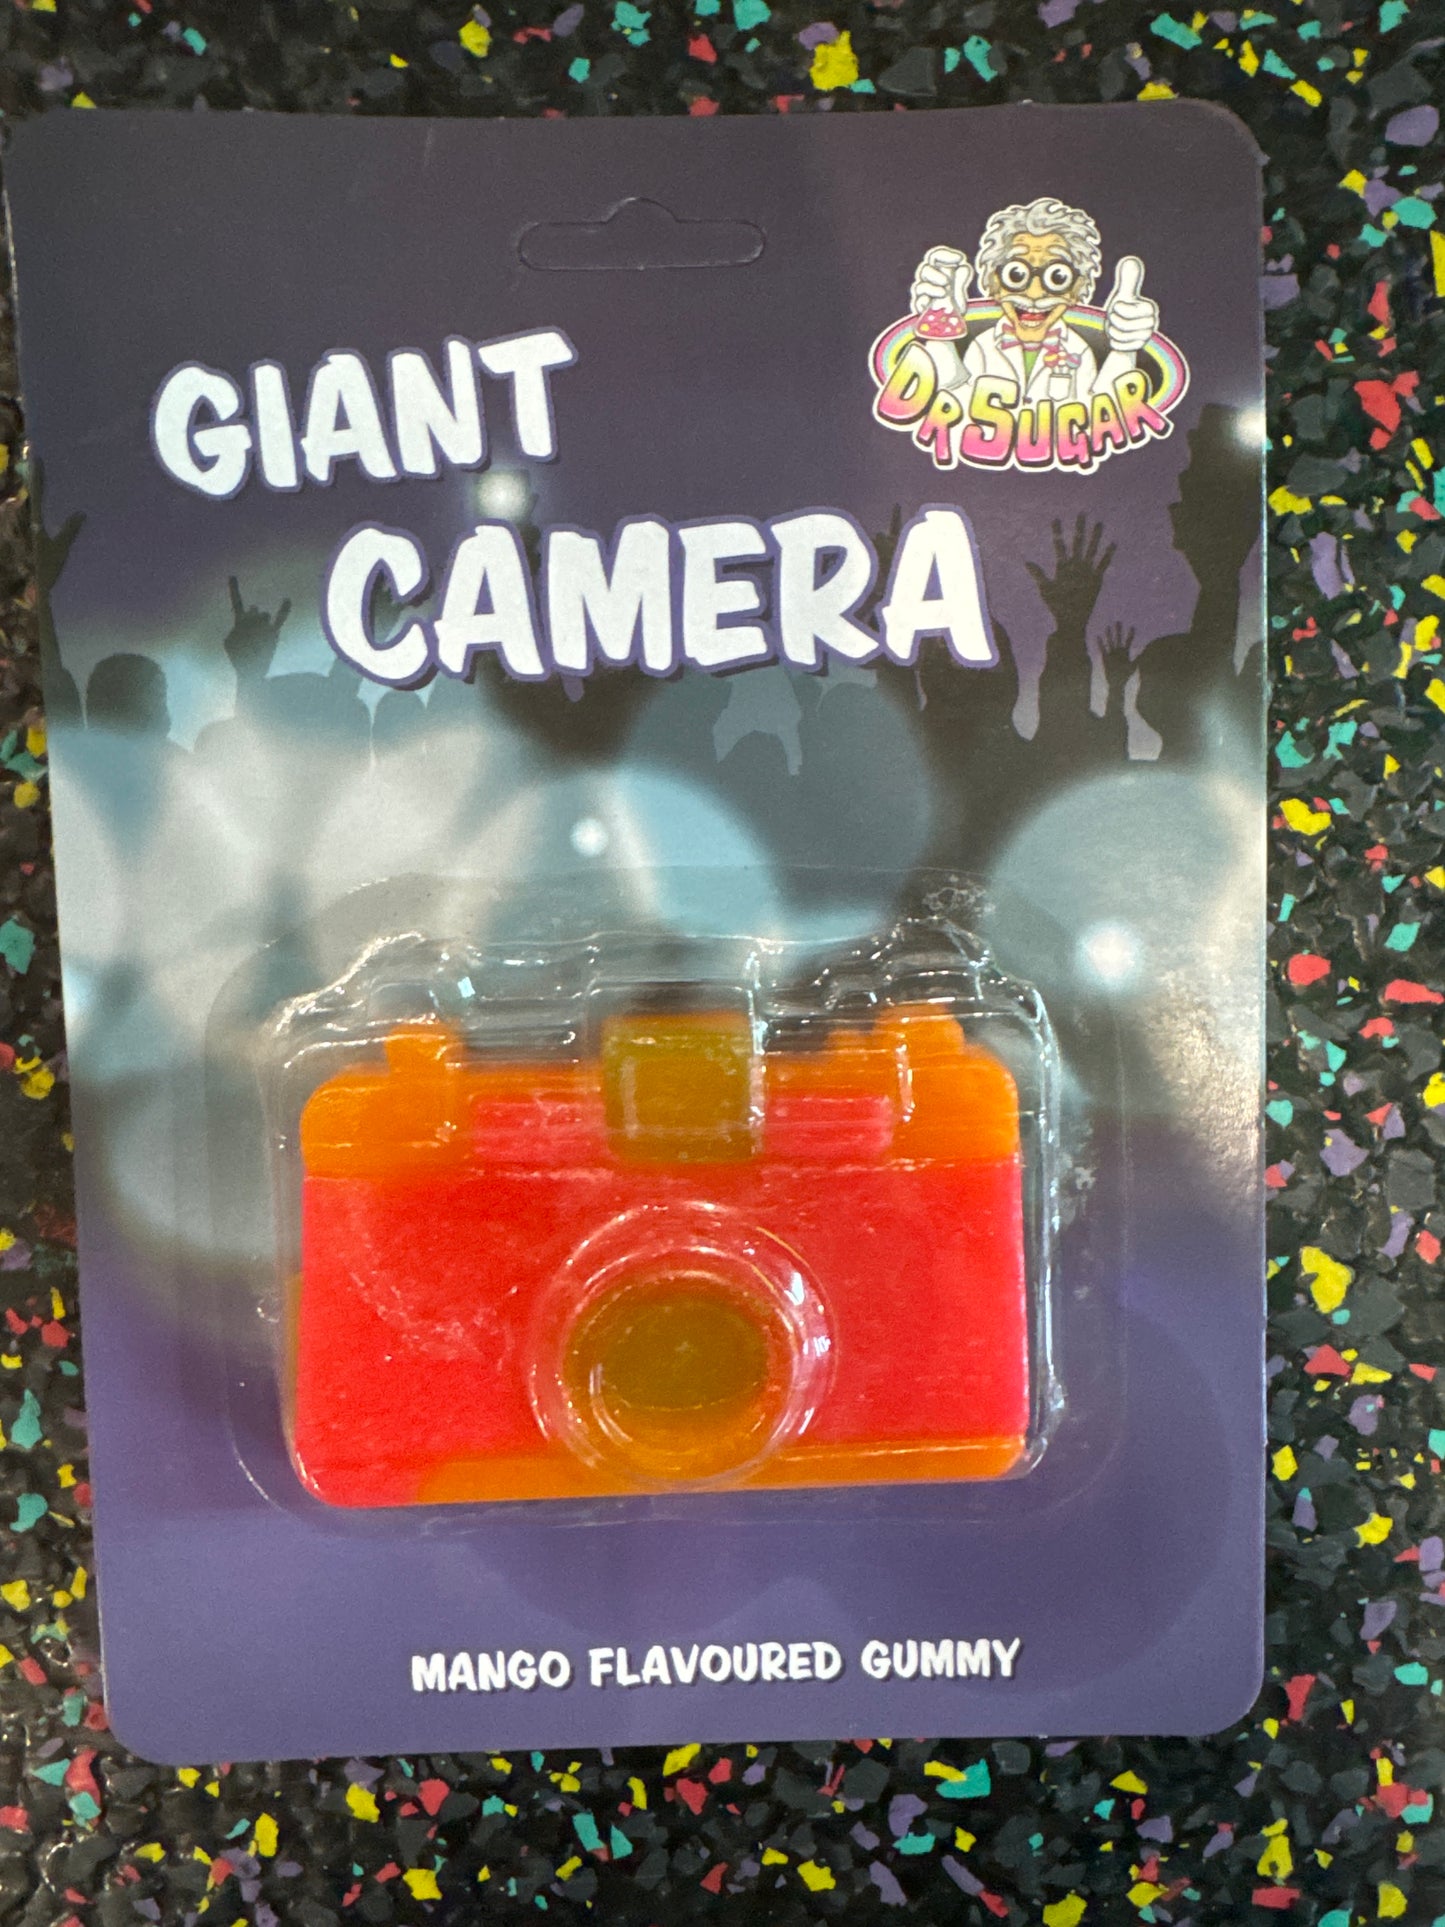 GIANT
CAMERA
DR SUGAR
MANGO FLAVOURED GUMMY